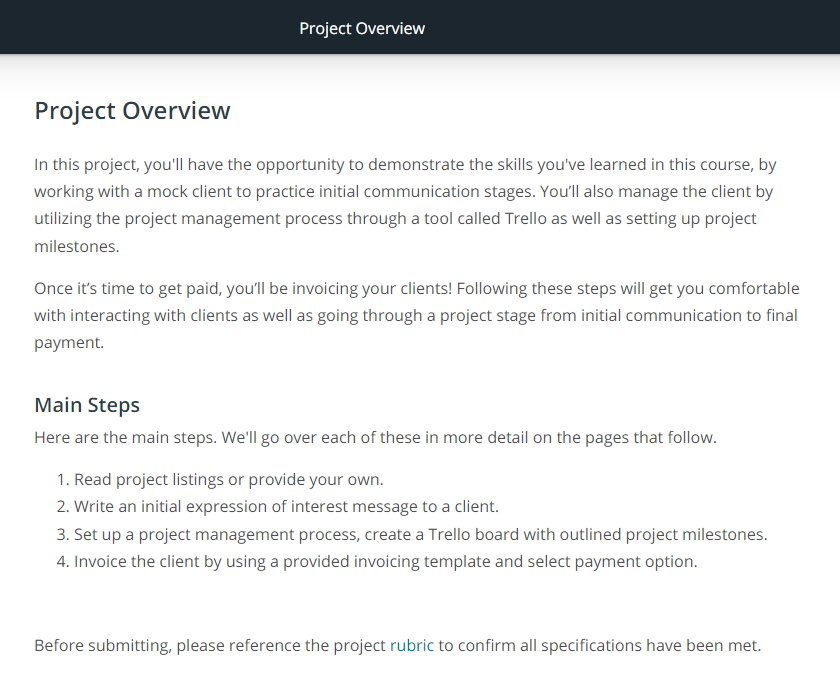 Project Overview
Project Overview
In this project, you'll have the opportunity to demonstrate the skills you've learned in this course, by
working with a mock client to practice initial communication stages. You’ll also manage the client by
utilizing the project management process through a tool called Trello as well as setting up project
milestones.
Once it’s time to get paid, you’ll be invoicing your clients! Following these steps will get you comfortable
with interacting with clients as well as going through a project stage from initial communication to final
payment.
Main Steps
Here are the main steps. We'll go over each of these in more detail on the pages that follow.
1. Read project listings or provide your own.
2. Write an initial expression of interest message to a client.
3. Set up a project management process, create a Trello board with outlined project milestones.
4. Invoice the client by using a provided invoicing template and select payment option.
Before submitting, please reference the project rubric to confirm all specifications have been met.